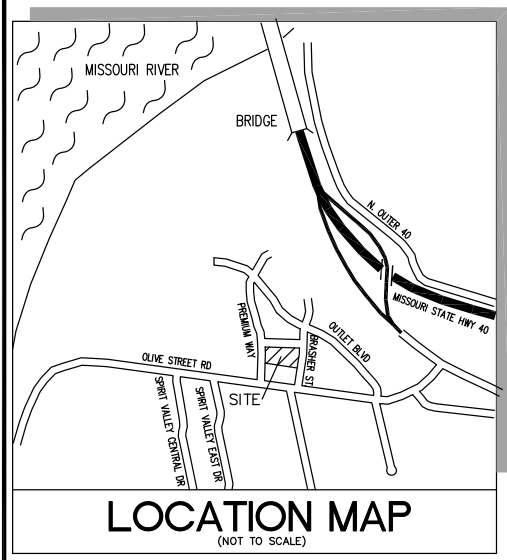 MISSOURI RIVER
BRIDGE
N. OUTER 40
MISSOURI STATE HWY 40
PREMIUM WAY
OUTLET BLVD
BRASHER ST
OLIVE STREET RD
SITE
SPIRIT VALLEY CENTRAL DR
SPIRIT VALLEY EAST DR
LOCATION MAP
(NOT TO SCALE)